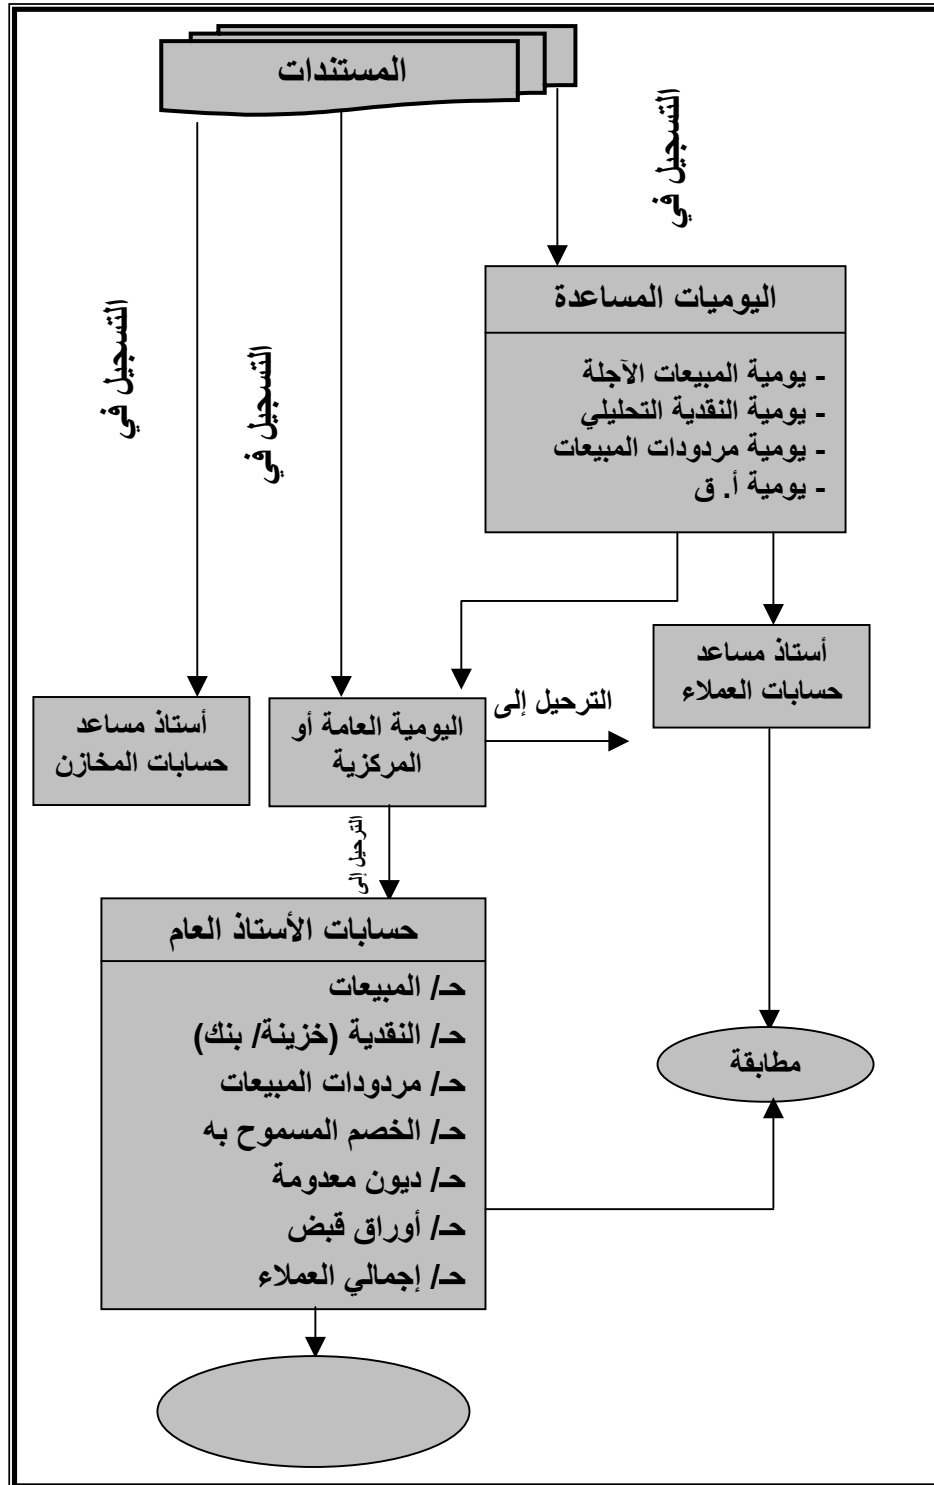 المستندات
التسجيل في
التسجيل في
التسجيل في
اليوميات المساعدة
- يومية المبيعات الآجلة
- يومية النقدية التحليلي
- يومية مردودات المبيعات
- يومية أ. ق
أستاذ مساعد
حسابات العملاء
الترحيل إلى
اليومية العامة أو
المركزية
أستاذ مساعد
حسابات المخازن
الترحيل إلى
حسابات الأستاذ العام
حـ/ المبيعات
حـ/ النقدية (خزينة/ بنك)
حـ/ مردودات المبيعات
حـ/ الخصم المسموح به
حـ/ ديون معدومة
حـ/ أوراق قبض
حـ/ إجمالي العملاء
مطابقة